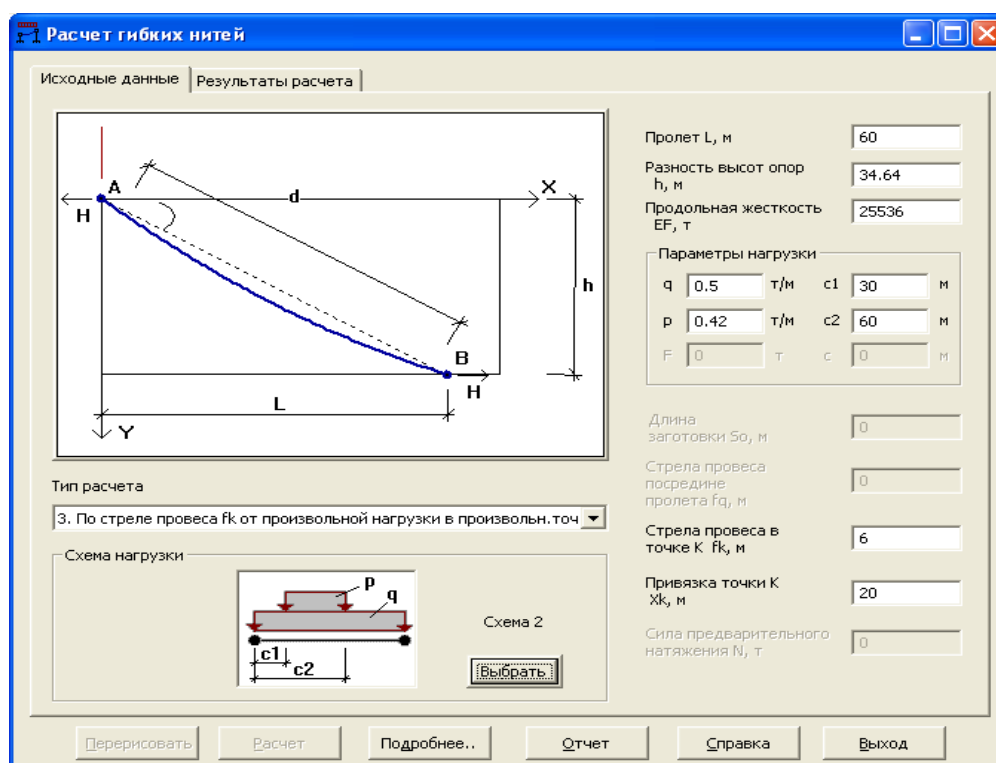 Расчет гибких нитей
Исходные данные
Результаты расчета
A
d
X
H
h
B
H
L
Y
Тип расчета
3. По стреле провеса fk от произвольной нагрузки в произвольн.точ
Схема нагрузки
p
q
c1
c2
Схема 2
Выбрать
Пролет L, м
60
Разность высот опор
h, м
34.64
Продольная жесткость
EF, т
25536
Параметры нагрузки
q 0.5 т/м c1 30 м
p 0.42 т/м c2 60 м
F 0 т c 0 м
Длина
заготовки So, м
0
Стрела провеса
посредине
пролета fq, м
0
Стрела провеса в
точке K fk, м
6
Привязка точки K
Xk, м
20
Сила предварительного
натяжения N, т
0
Перерисовать
Расчет
Подробнее..
Отчет
Справка
Выход